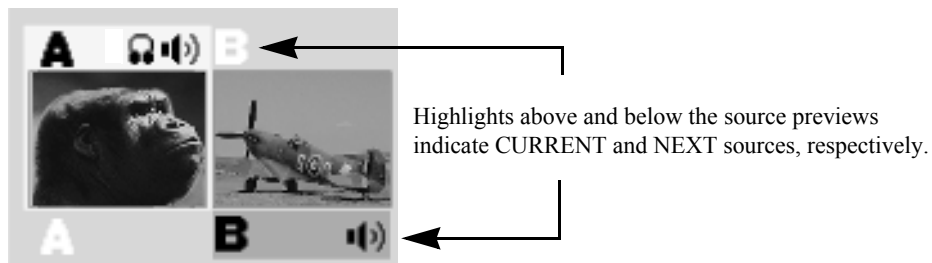 A B
Highlights above and below the source previews
indicate CURRENT and NEXT sources, respectively.
A B